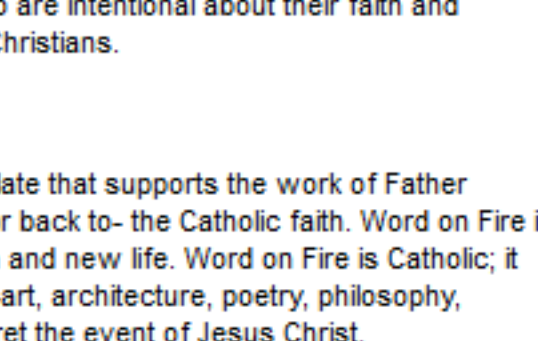 are intentional about their faith and
Christians.
that supports the work of Father
back to- the Catholic faith. Word on Fire
and new life. Word on Fire is Catholic; it
art, architecture, poetry, philosophy,
the event of Jesus Christ.